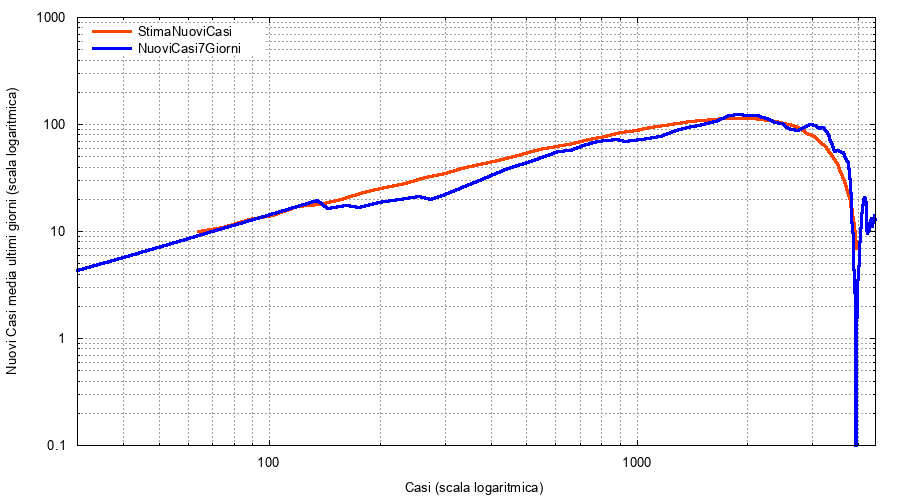 1000
100
10
1
0.1
Nuovi Casi media ultimi giorni (scala logaritmica)
StimaNuoviCasi
NuoviCasi7Giorni
100
1000
Casi (scala logaritmica)